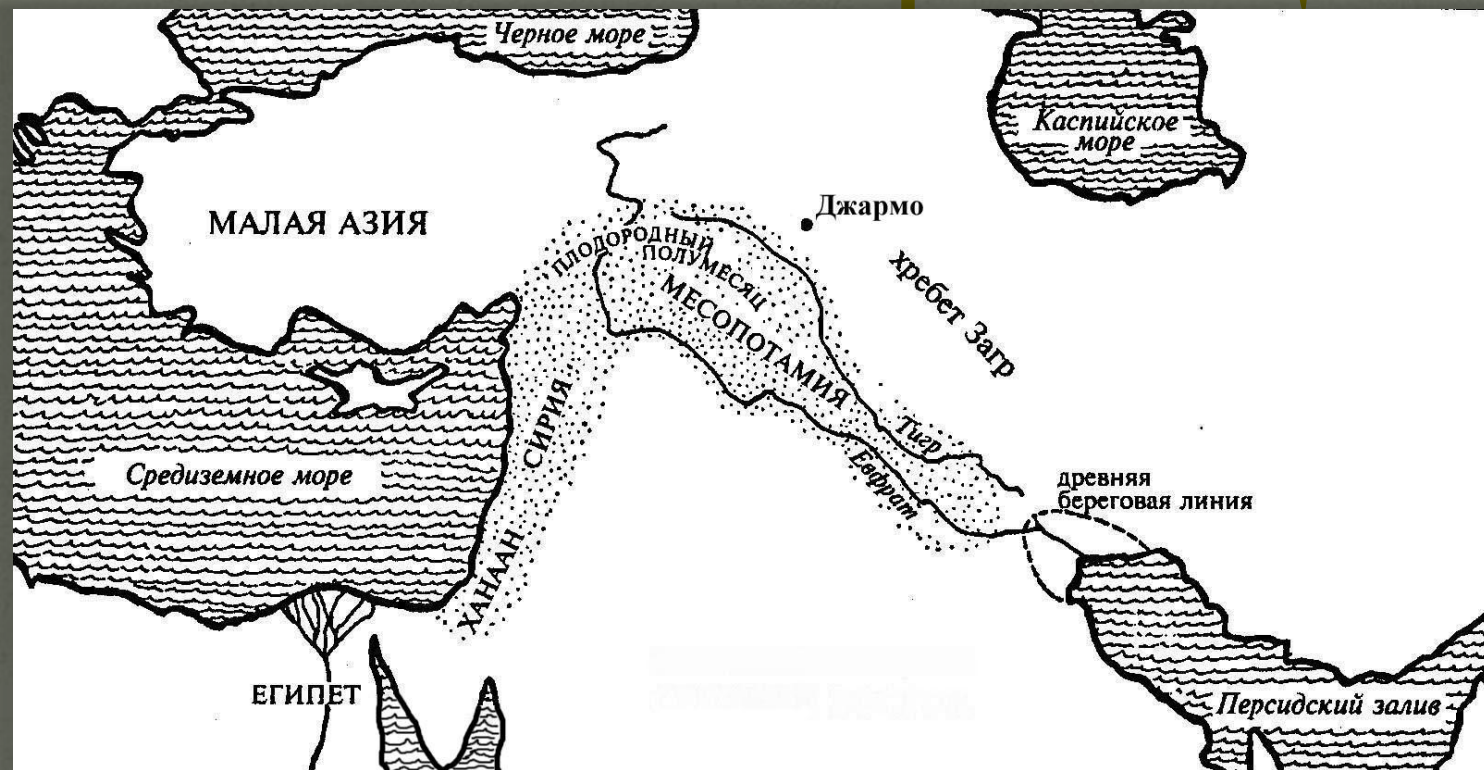 Черное море
Каспийское
море
МАЛАЯ АЗИЯ
Джармо
ПЛОДОРОДНЫЙ
ПОЛУМЕСЯЦ
МЕСОПОТАМИЯ
хребет Загр
СИРИЯ
Тигр
Евфрат
Средиземное море
древняя
береговая линия
ХАНААН
ЕГИПЕТ
Персидский залив